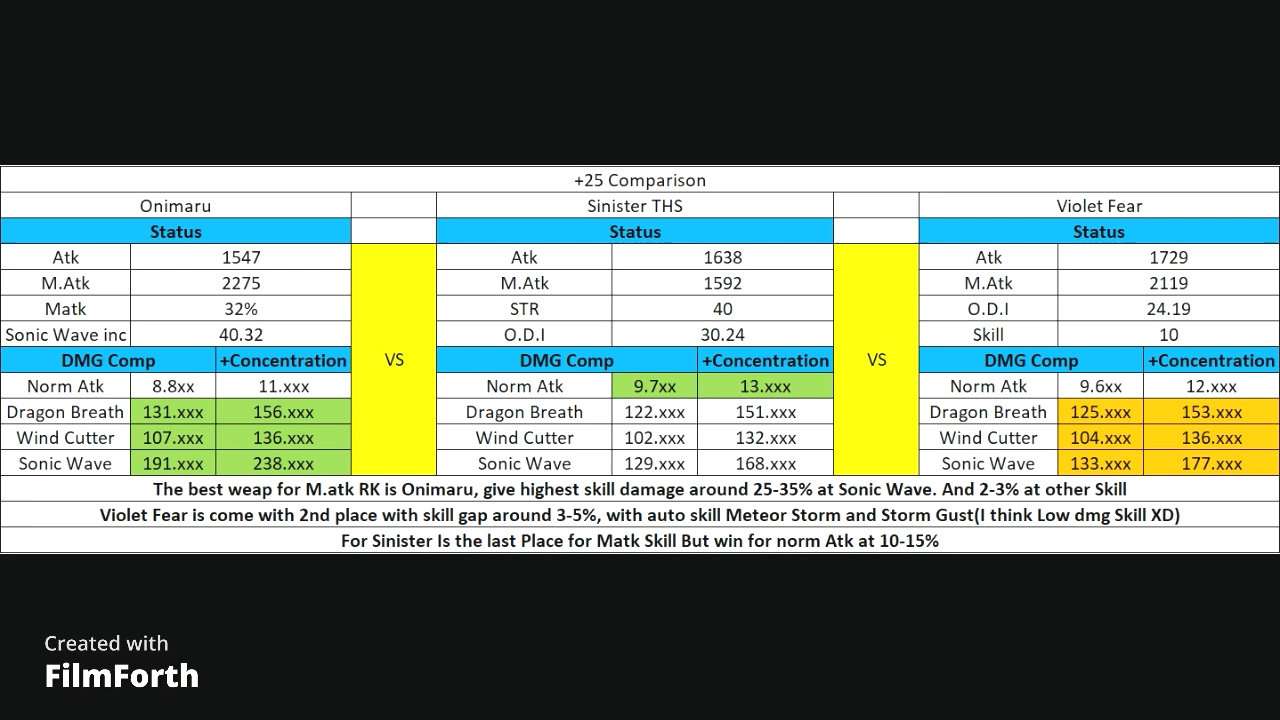 +25 Comparison
Onimaru Sinister THS Violet Fear
Status Status Status
Atk 1547 Atk 1638 Atk 1729
M.Atk 2275 M.Atk 1592 M.Atk 2119
Matk 32% STR 40 O.D.I 24.19
Sonic Wave inc 40.32 O.D.I 30.24 Skill 10
DMG Comp +Concentration VS DMG Comp +Concentration VS DMG Comp +Concentration
Norm Atk 8.8xx 11.xxx Norm Atk 9.7xx 13.xxx Norm Atk 9.6xx 12.xxx
Dragon Breath 131.xxx 156.xxx Dragon Breath 122.xxx 151.xxx Dragon Breath 125.xxx 153.xxx
Wind Cutter 107.xxx 136.xxx Wind Cutter 102.xxx 132.xxx Wind Cutter 104.xxx 136.xxx
Sonic Wave 191.xxx 238.xxx Sonic Wave 129.xxx 168.xxx Sonic Wave 133.xxx 177.xxx
The best weap for M.atk RK is Onimaru, give highest skill damage around 25-35% at Sonic Wave. And 2-3% at other Skill
Violet Fear is come with 2nd place with skill gap around 3-5%, with auto skill Meteor Storm and Storm Gust(I think Low dmg Skill XD)
For Sinister Is the last Place for Matk Skill But win for norm Atk at 10-15%
Created with
FilmForth